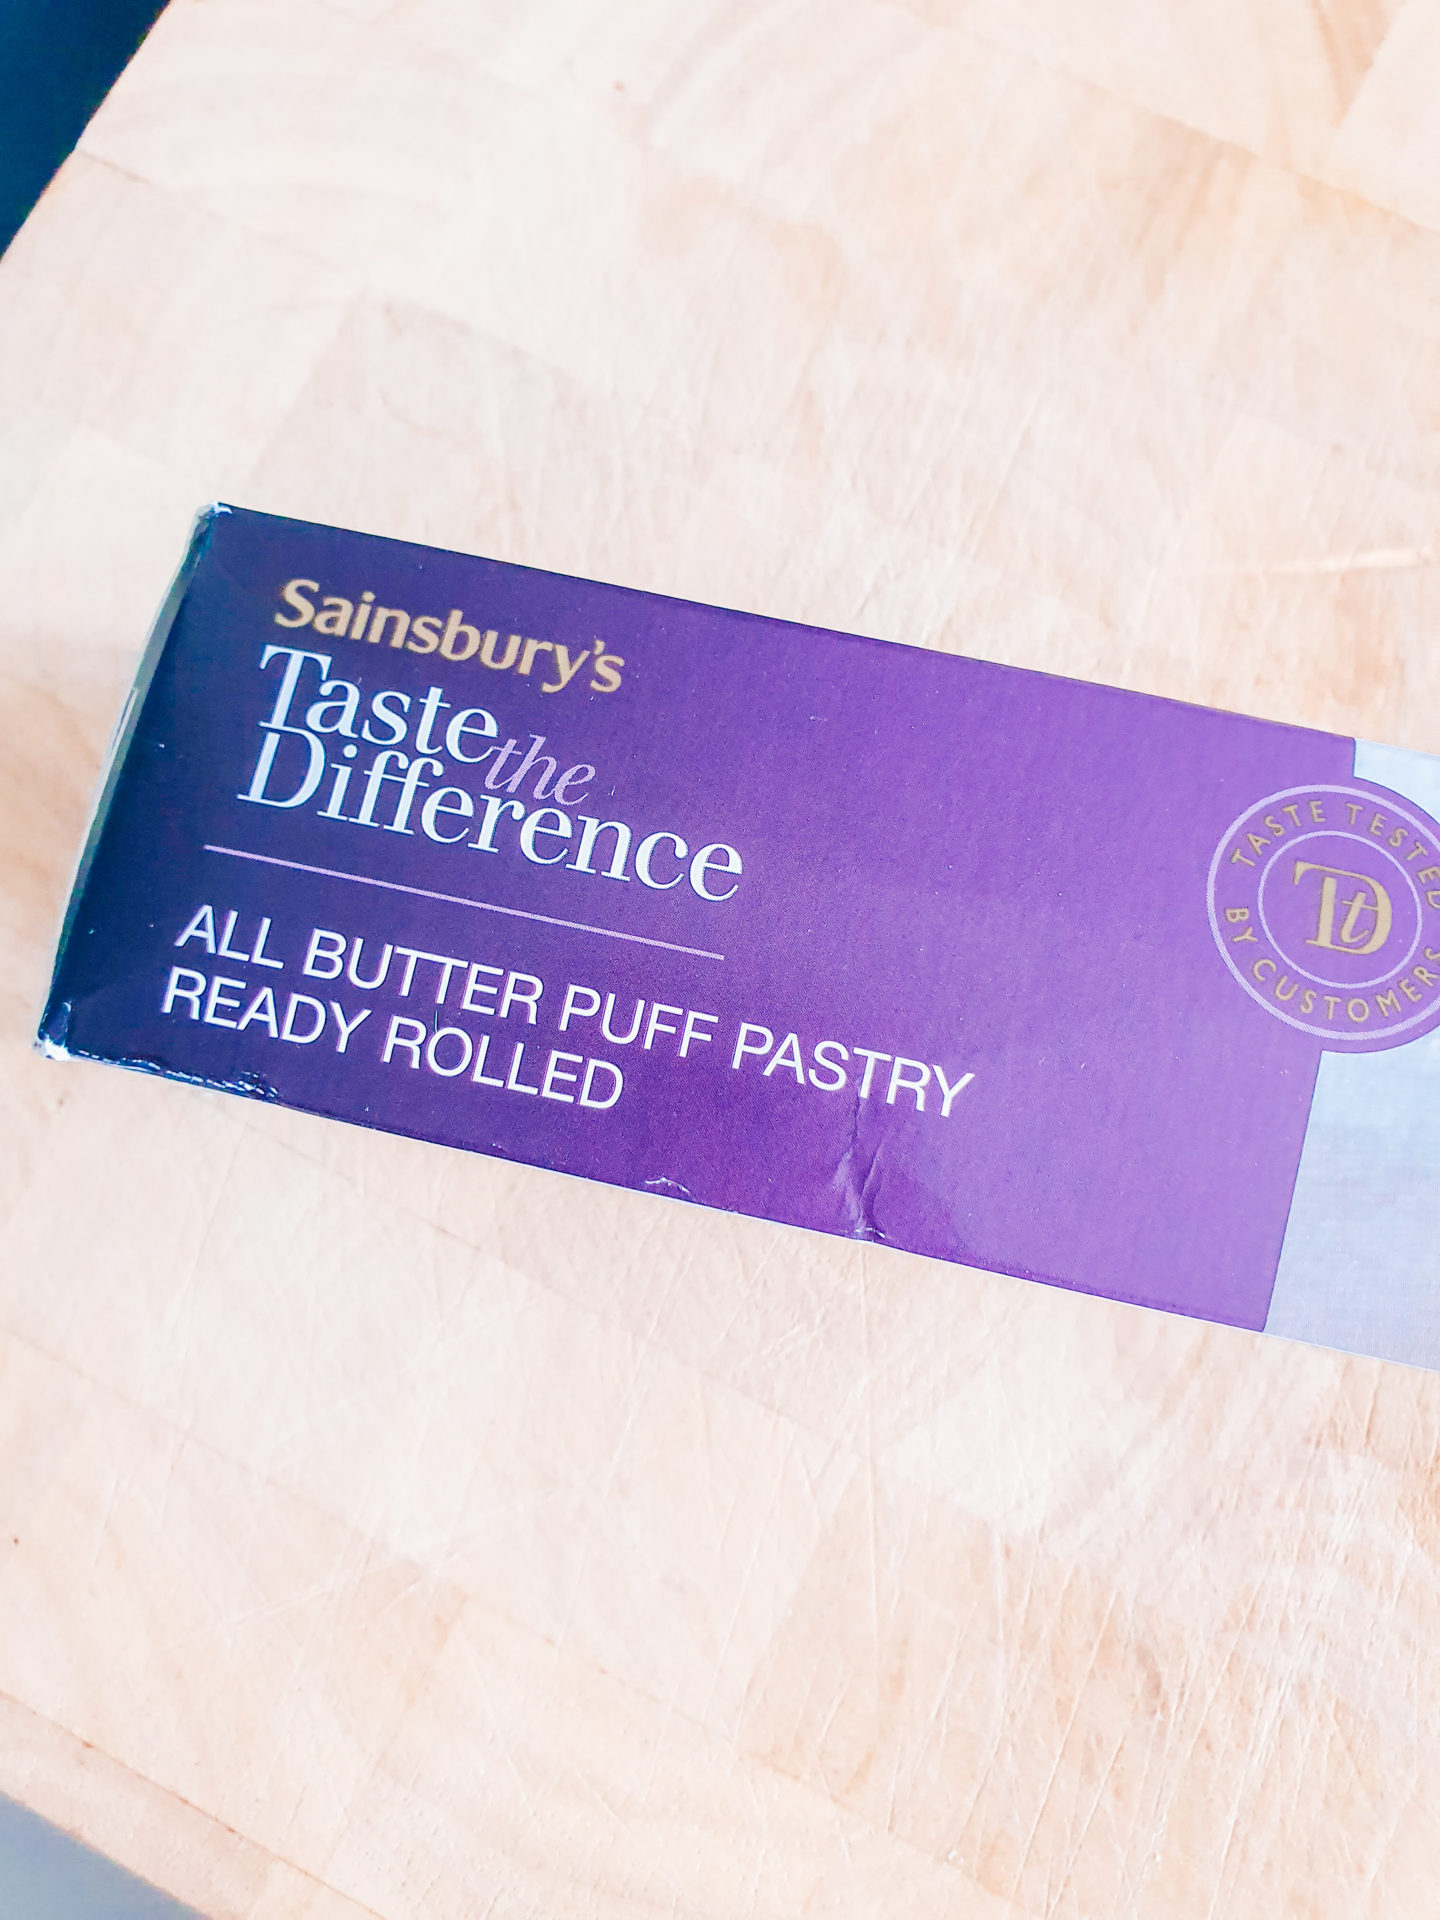 Sainsbury's
Taste the
Difference
ALL BUTTER PUFF PASTRY
READY ROLLED
TASTE TESTED
BY CUSTOMERS
TtD